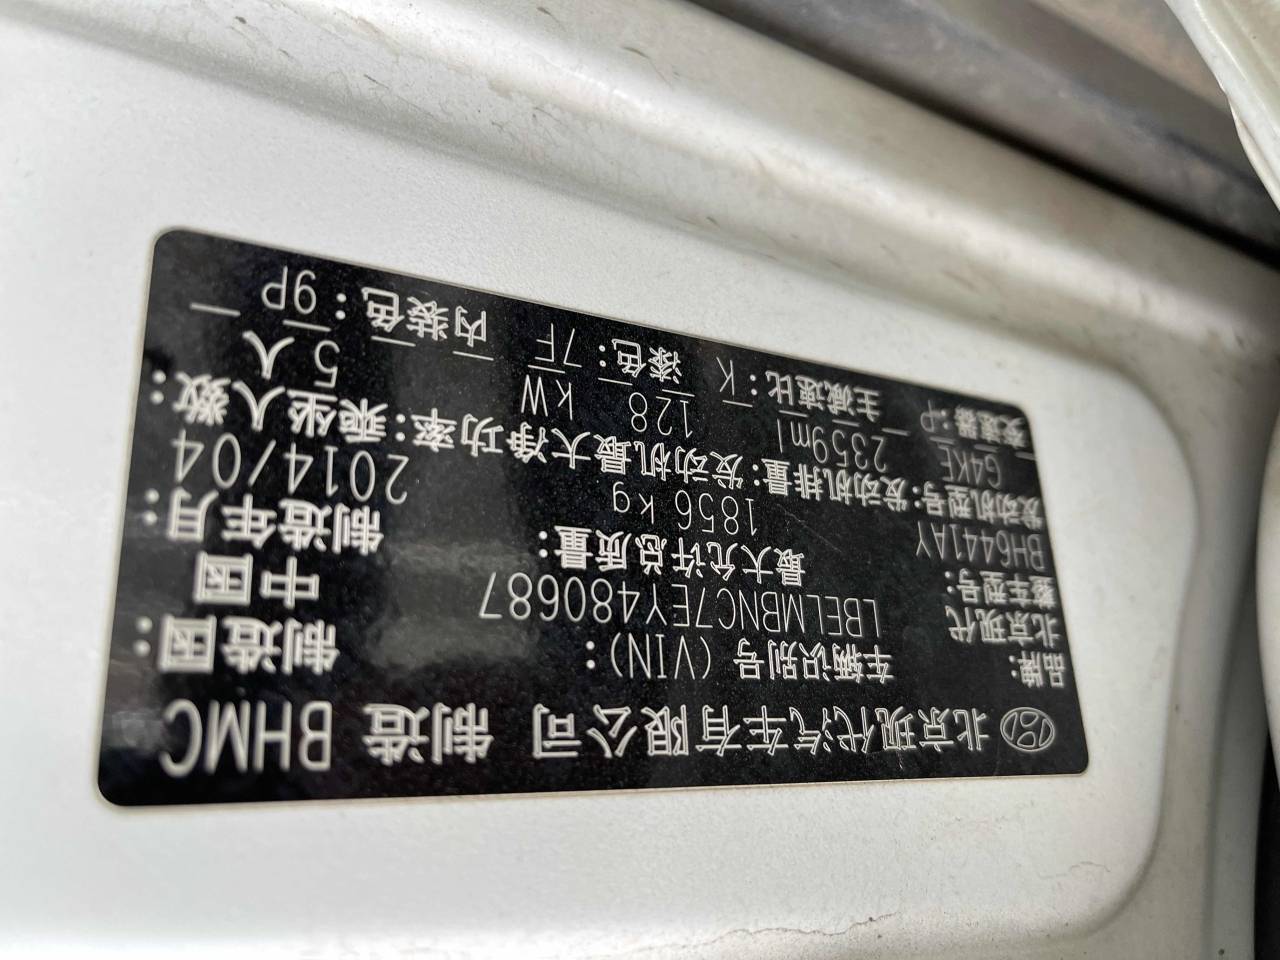 北京现代汽车有限公司 制造 BHMC
品牌: 车辆识别号 (VIN): 制造国:
北京现代 LBELMBNC7EY480687 中国
整车型号: 最大允许总质量: 制造年月:
BH6441AY 1856 kg 2014/04
发动机型号: 发动机排量: 发动机最大净功率: 乘坐人数:
G4KE 2359ml 128 kW 5 人
变速器: P 主减速比: K 漆色: 7F 内装色: 9P